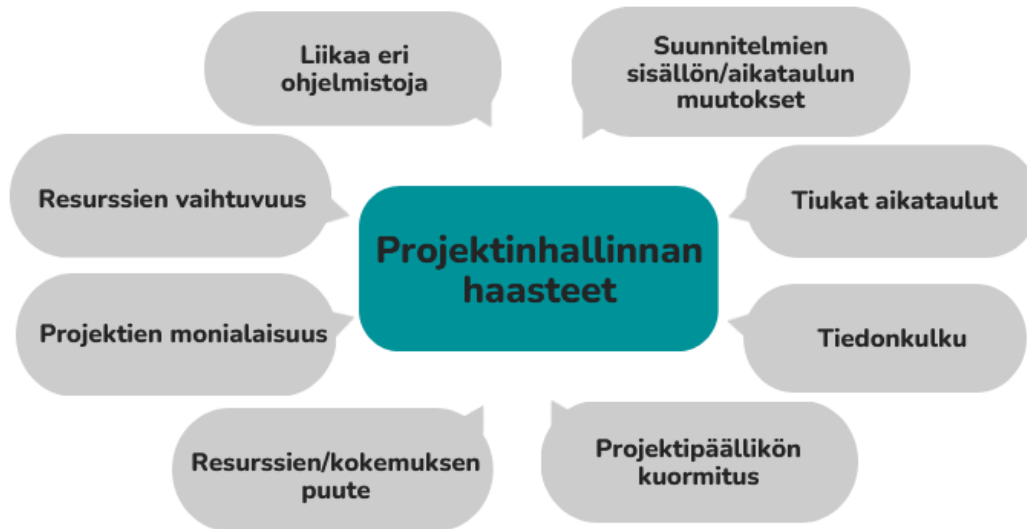 Liikaa eri
ohjelmistoja
Suunnitelmien
sisällön/aikataulun
muutokset
Resurssien vaihtuvuus
Tiukat aikataulut
Projektinhallinnan
haasteet
Projektien monialaisuus
Tiedonkulku
Resurssien/kokemuksen
puute
Projektipäällikön
kuormitus